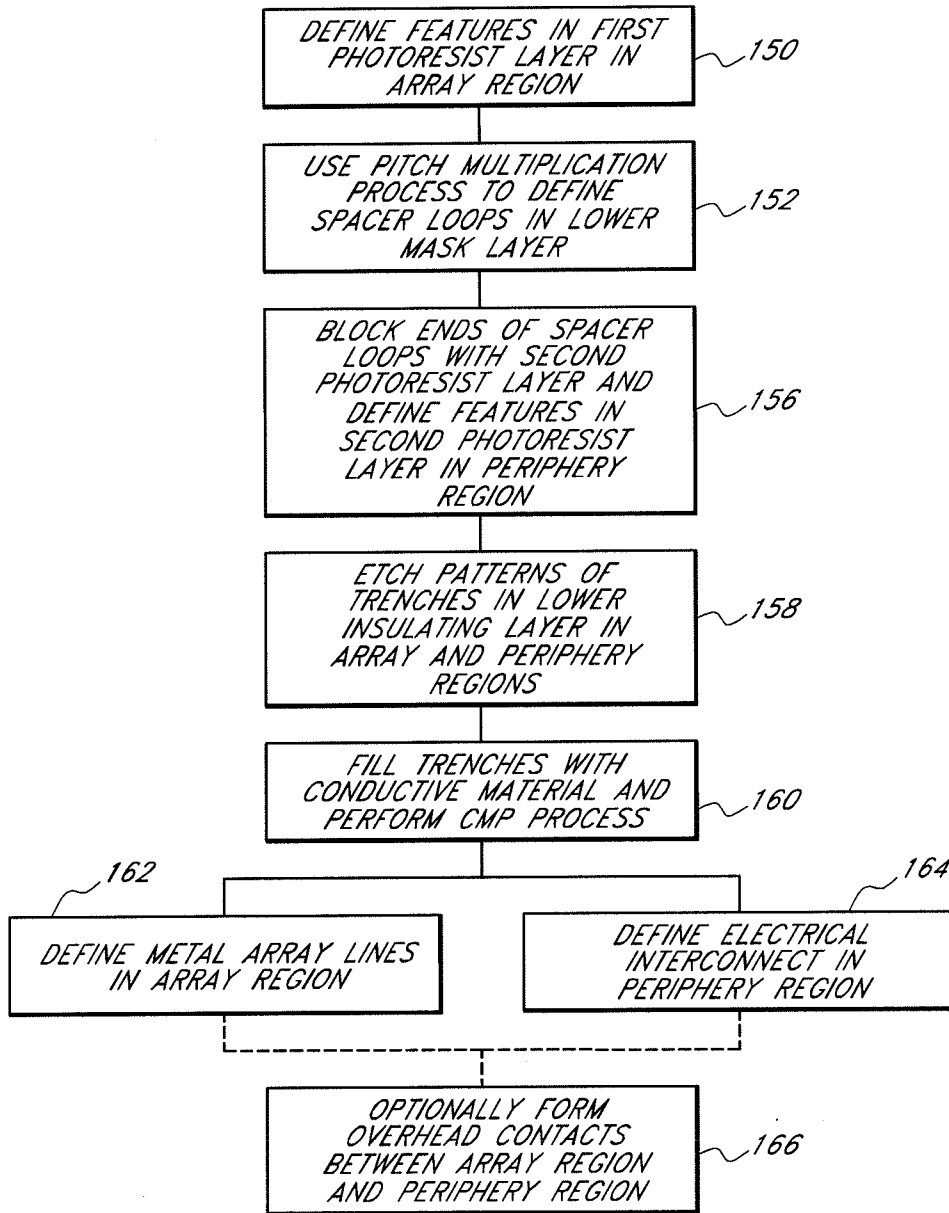 DEFINE FEATURES IN FIRST
PHOTORESIST LAYER IN
ARRAY REGION
150
USE PITCH MULTIPLICATION
PROCESS TO DEFINE
SPACER LOOPS IN LOWER
MASK LAYER
152
BLOCK ENDS OF SPACER
LOOPS WITH SECOND
PHOTORESIST LAYER AND
DEFINE FEATURES IN
SECOND PHOTORESIST
LAYER IN PERIPHERY
REGION
156
ETCH PATTERNS OF
TRENCHES IN LOWER
INSULATING LAYER IN
ARRAY AND PERIPHERY
REGIONS
158
FILL TRENCHES WITH
CONDUCTIVE MATERIAL AND
PERFORM CMP PROCESS
160
162
DEFINE METAL ARRAY LINES
IN ARRAY REGION
164
DEFINE ELECTRICAL
INTERCONNECT IN
PERIPHERY REGION
OPTIONALLY FORM
OVERHEAD CONTACTS
BETWEEN ARRAY REGION
AND PERIPHERY REGION
166